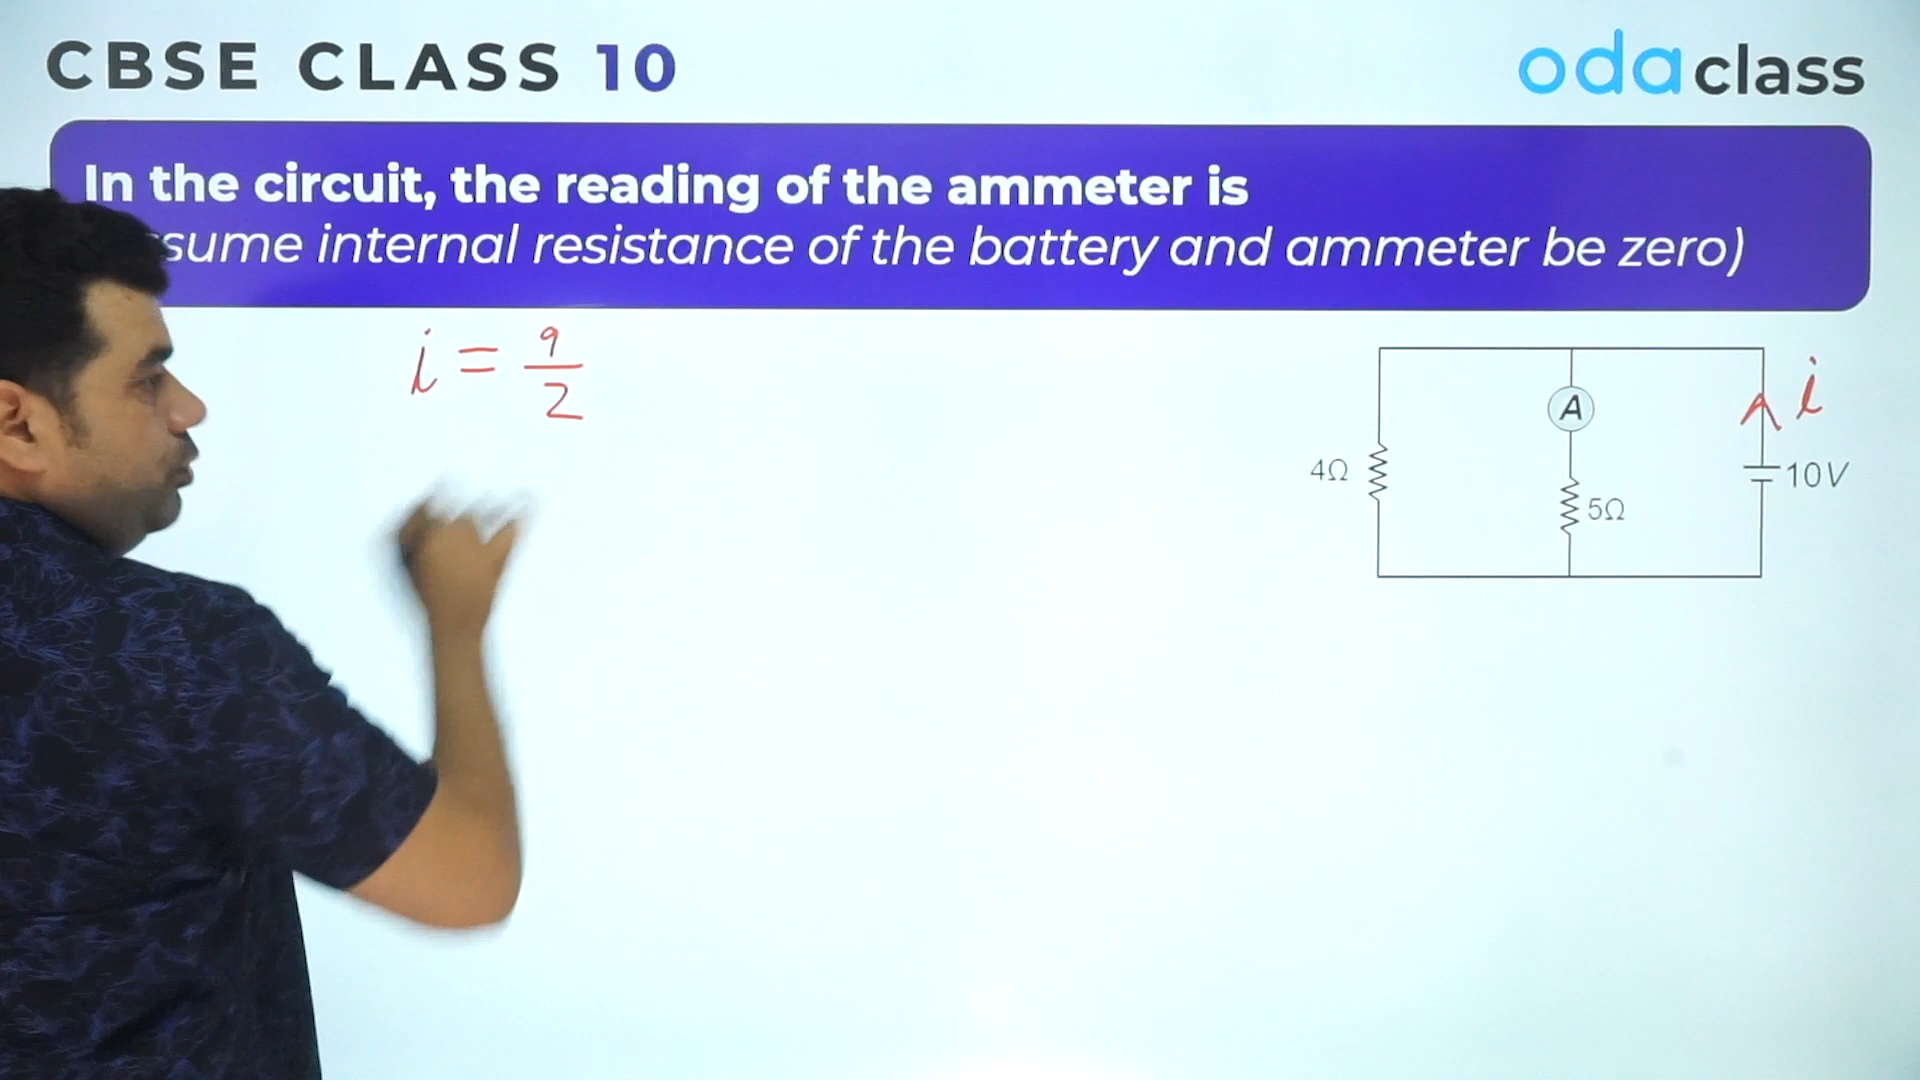 CBSE CLASS 10
odaclass
In the circuit, the reading of the ammeter is
internal resistance of the battery and ammeter be zero)
i = 9/2
A
i
4Ω
10V
5Ω